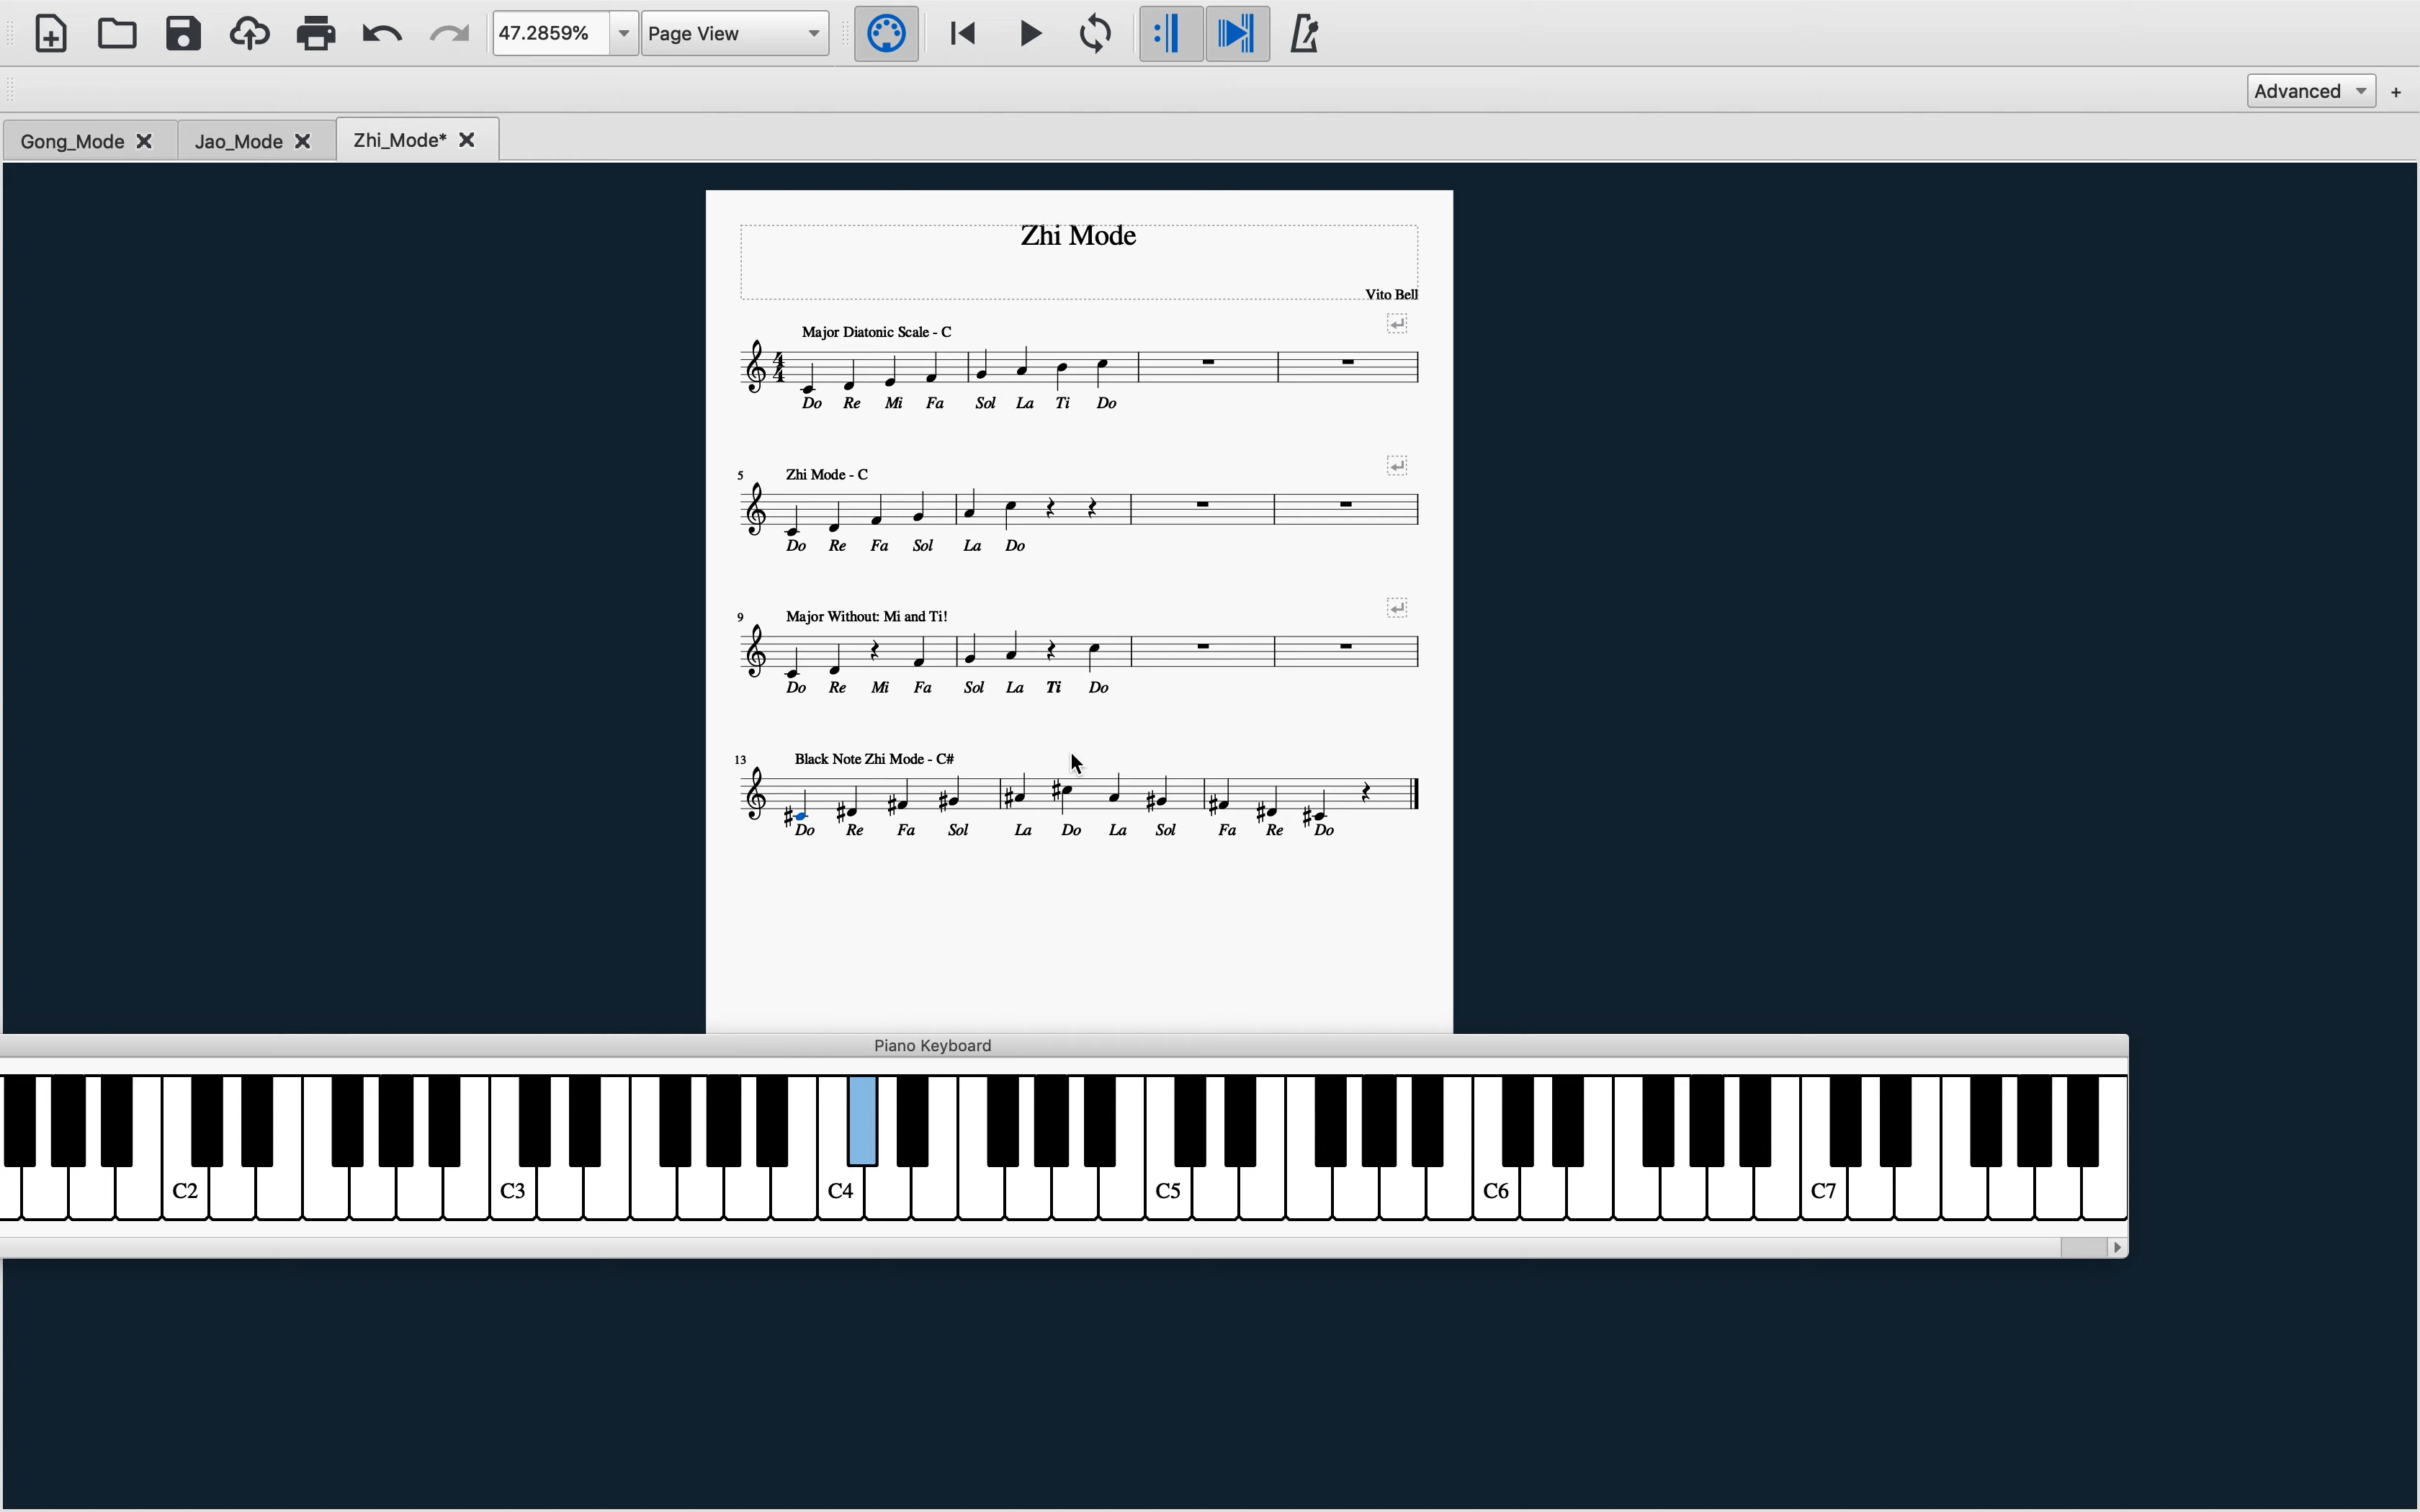 47.2859% Page View
Advanced +
Gong_Mode Jao_Mode Zhi_Mode*
Zhi Mode
Vito Bell
Major Diatonic Scale - C
4
4
Do Re Mi Fa Sol La Ti Do
5 Zhi Mode - C
Do Re Fa Sol La Do
9 Major Without: Mi and Ti!
Do Re Mi Fa Sol La Ti Do
13 Black Note Zhi Mode - C#
Do Re Fa Sol La Do La Sol Fa Re Do
Piano Keyboard
C2 C3 C4 C5 C6 C7